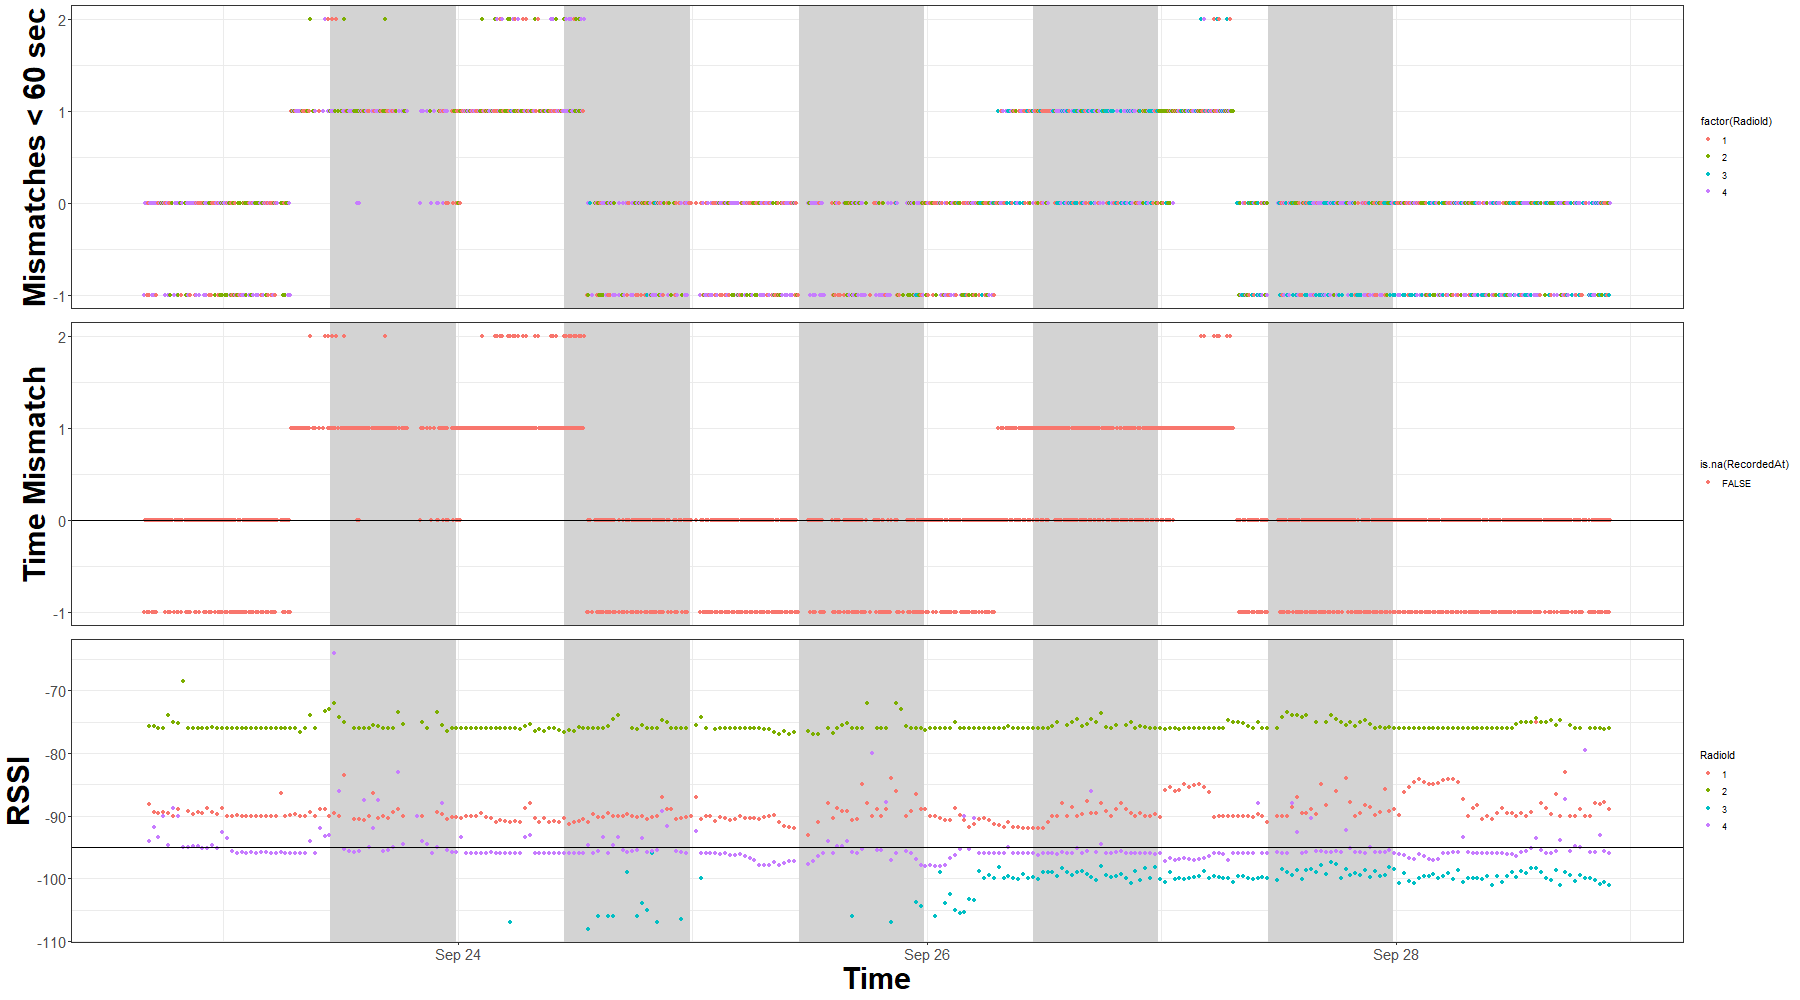 Mismatches < 60 sec
2
1
0
-1
factor(RadioId)
1
2
3
4
Time Mismatch
2
1
0
-1
is.na(RecordedAt)
FALSE
RSSI
-70
-80
-90
-100
-110
RadioId
1
2
3
4
Sep 24
Sep 26
Sep 28
Time